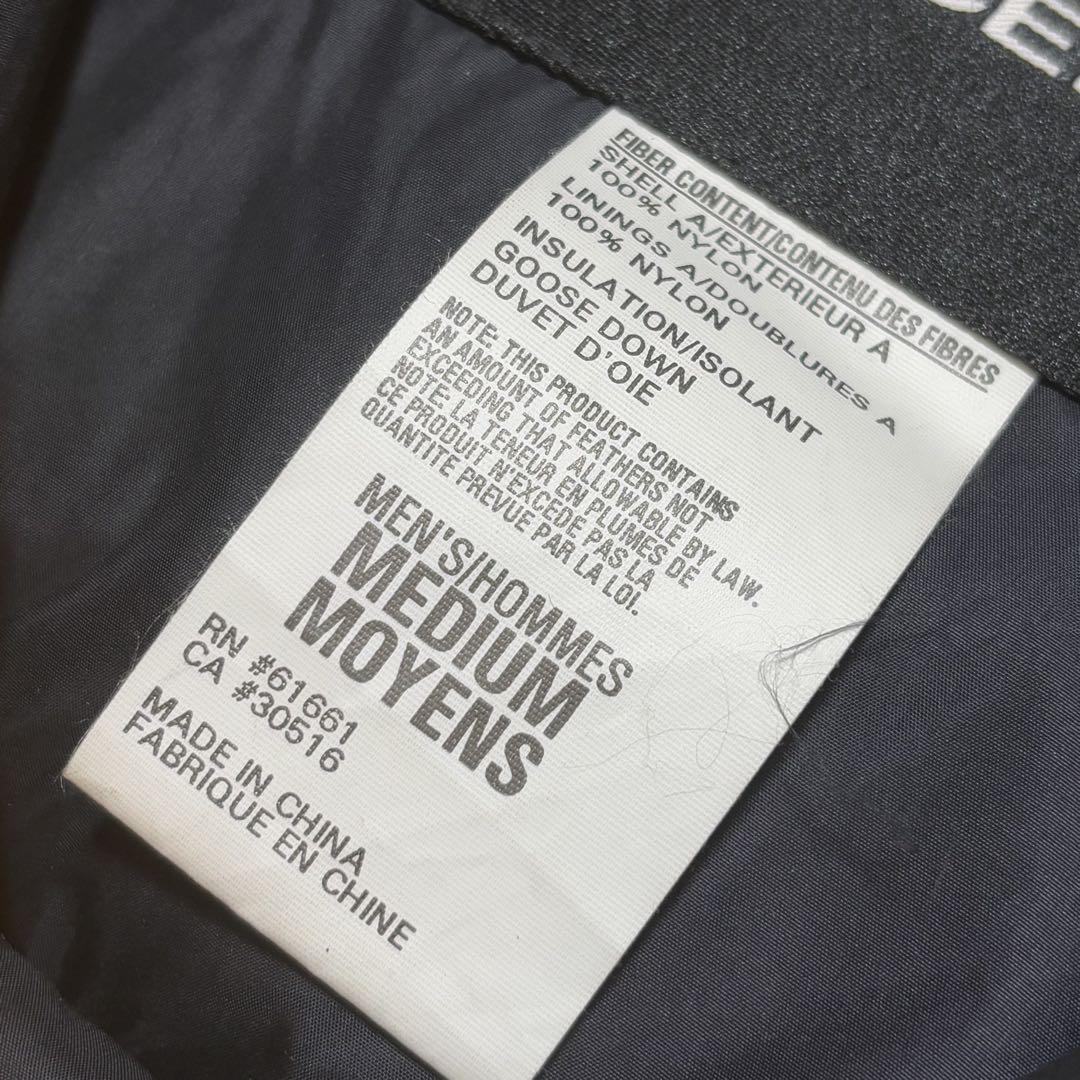 FIBER CONTENT/CONTENU DES FIBRES
SHELL A/EXTERIEUR A
100% NYLON
LININGS A/DOUBLURES A
100% NYLON
INSULATION/ISOLANT
GOOSE DOWN
DUVET D'OIE
NOTE: THIS PRODUCT CONTAINS
AN AMOUNT OF FEATHERS NOT
EXCEEDING THAT ALLOWABLE BY LAW.
NOTE: LA TENEUR EN PLUMES DE
CE PRODUIT N'EXCEDE PAS LA
QUANTITE PREVUE PAR LA LOI.
MEN'S/HOMMES
MEDIUM
MOYENS
RN #61661
CA #30516
MADE IN CHINA
FABRIQUE EN CHINE